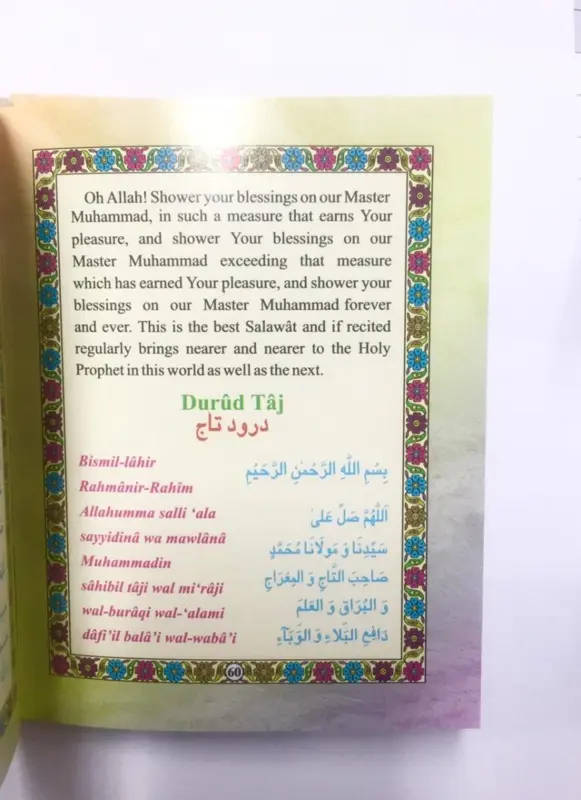 Oh Allah! Shower your blessings on our Master
Muhammad, in such a measure that earns Your
pleasure, and shower Your blessings on our
Master Muhammad exceeding that measure
which has earned Your pleasure, and shower your
blessings on our Master Muhammad forever
and ever. This is the best Salawât and if recited
regularly brings nearer and nearer to the Holy
Prophet in this world as well as the next.
Durûd Tâj
درود تاج
Bismil-lâhir
Rahmânir-Rahîm
Allahumma salli ‘ala
sayyidinâ wa mawlânâ
Muhammadin
sâhibil tâji wal mi‘râji
wal-burâqi wal-‘alami
dâfi’il balâ’i wal-wabâ’i
بِسْمِ اللّٰهِ الرَّحْمٰنِ الرَّحِيْمِ
اَللّٰهُمَّ صَلِّ عَلىٰ
سَيِّدِنَا وَ مَوْلَانَا مُحَمَّدٍ
صَاحِبِ التَّاجِ وَ الْمِعْرَاجِ
وَ الْبُرَاقِ وَ الْعَلَمِ
دَافِعِ الْبَلَاءِ وَ الْوَبَآءِ
60